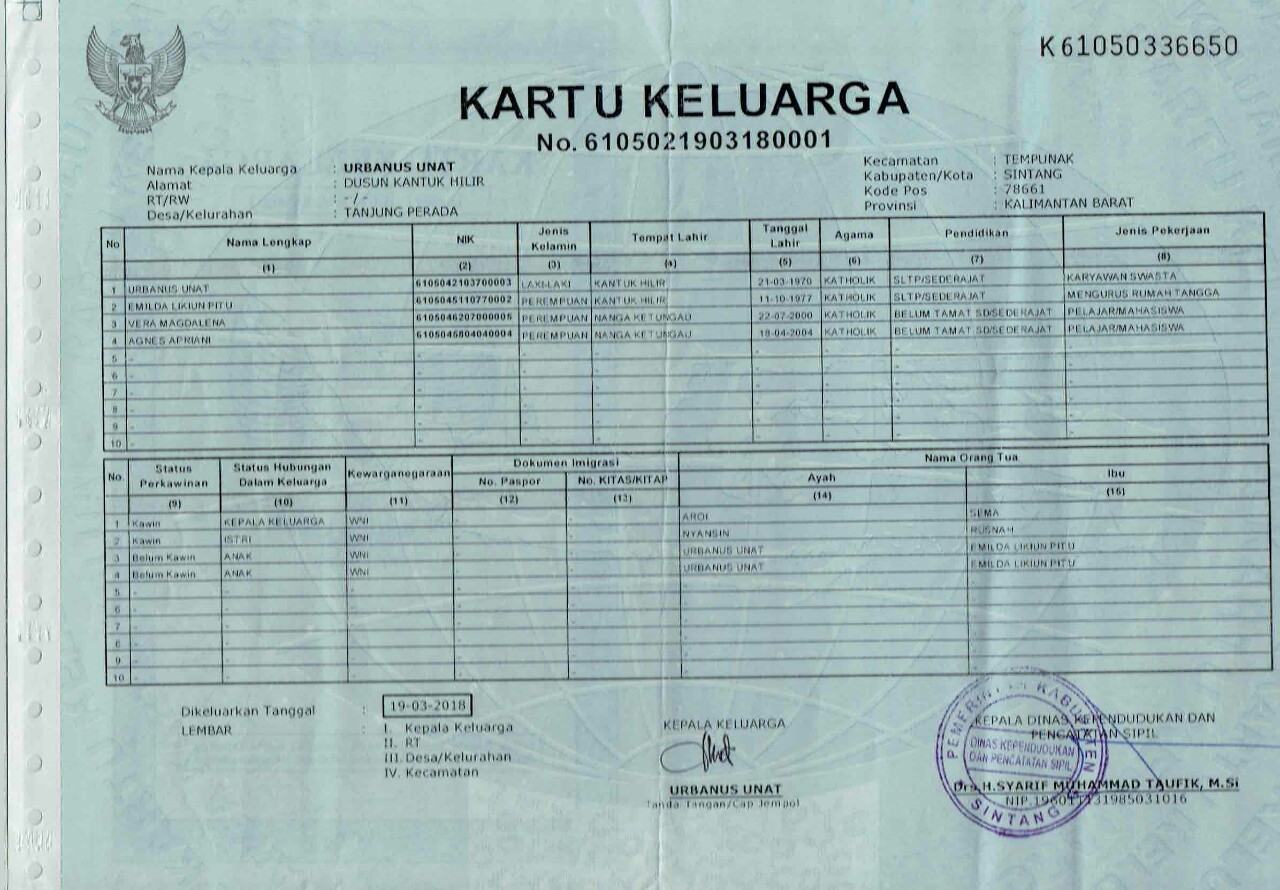 K61050336650
KARTU KELUARGA
No. 6105021903180001
Nama Kepala Keluarga : URBANUS UNAT
Alamat : DUSUN KANTUK HILIR
RT/RW : - / -
Desa/Kelurahan : TANJUNG PERADA
Kecamatan : TEMPUNAK
Kabupaten/Kota : SINTANG
Kode Pos : 78661
Provinsi : KALIMANTAN BARAT
No Nama Lengkap NIK Jenis Kelamin Tempat Lahir Tanggal Lahir Agama Pendidikan Jenis Pekerjaan
(1) (2) (3) (4) (5) (6) (7) (8)
1 URBANUS UNAT 6105042103700003 LAKI-LAKI KANTUK HILIR 21-03-1970 KATHOLIK SLTP/SEDERAJAT KARYAWAN SWASTA
2 EMILDA LIKIUN PITU 6105045110770002 PEREMPUAN KANTUK HILIR 11-10-1977 KATHOLIK SLTP/SEDERAJAT MENGURUS RUMAH TANGGA
3 VERA MAGDALENA 6105046207000005 PEREMPUAN NANGA KETUNGAU 22-07-2000 KATHOLIK BELUM TAMAT SD/SEDERAJAT PELAJAR/MAHASISWA
4 AGNES APRIANI 6105045804040004 PEREMPUAN NANGA KETUNGAU 18-04-2004 KATHOLIK BELUM TAMAT SD/SEDERAJAT PELAJAR/MAHASISWA
5 - - - - - - - -
6 - - - - - - - -
7 - - - - - - - -
8 - - - - - - - -
9 - - - - - - - -
10 - - - - - - - -
No. Status Perkawinan Status Hubungan Dalam Keluarga Kewarganegaraan Dokumen Imigrasi Nama Orang Tua
No. Paspor No. KITAS/KITAP Ayah Ibu
(9) (10) (11) (12) (13) (14) (15)
1 Kawin KEPALA KELUARGA WNI - - AROI SEMA
2 Kawin ISTRI WNI - - NYANSIN RUSNAH
3 Belum Kawin ANAK WNI - - URBANUS UNAT EMILDA LIKIUN PITU
4 Belum Kawin ANAK WNI - - URBANUS UNAT EMILDA LIKIUN PITU
5 - - - - - - -
6 - - - - - - -
7 - - - - - - -
8 - - - - - - -
9 - - - - - - -
10 - - - - - - -
Dikeluarkan Tanggal : 19-03-2018
LEMBAR : I. Kepala Keluarga
II. RT
III. Desa/Kelurahan
IV. Kecamatan
KEPALA KELUARGA
URBANUS UNAT
Tanda Tangan/Cap Jempol
KEPALA DINAS KEPENDUDUKAN DAN
PENCATATAN SIPIL
Drs.H.SYARIF MUHAMMAD TAUFIK, M.Si
PEMERINTAH KABUPATEN
DINAS KEPENDUDUKAN
DAN PENCATATAN SIPIL
SINTANG